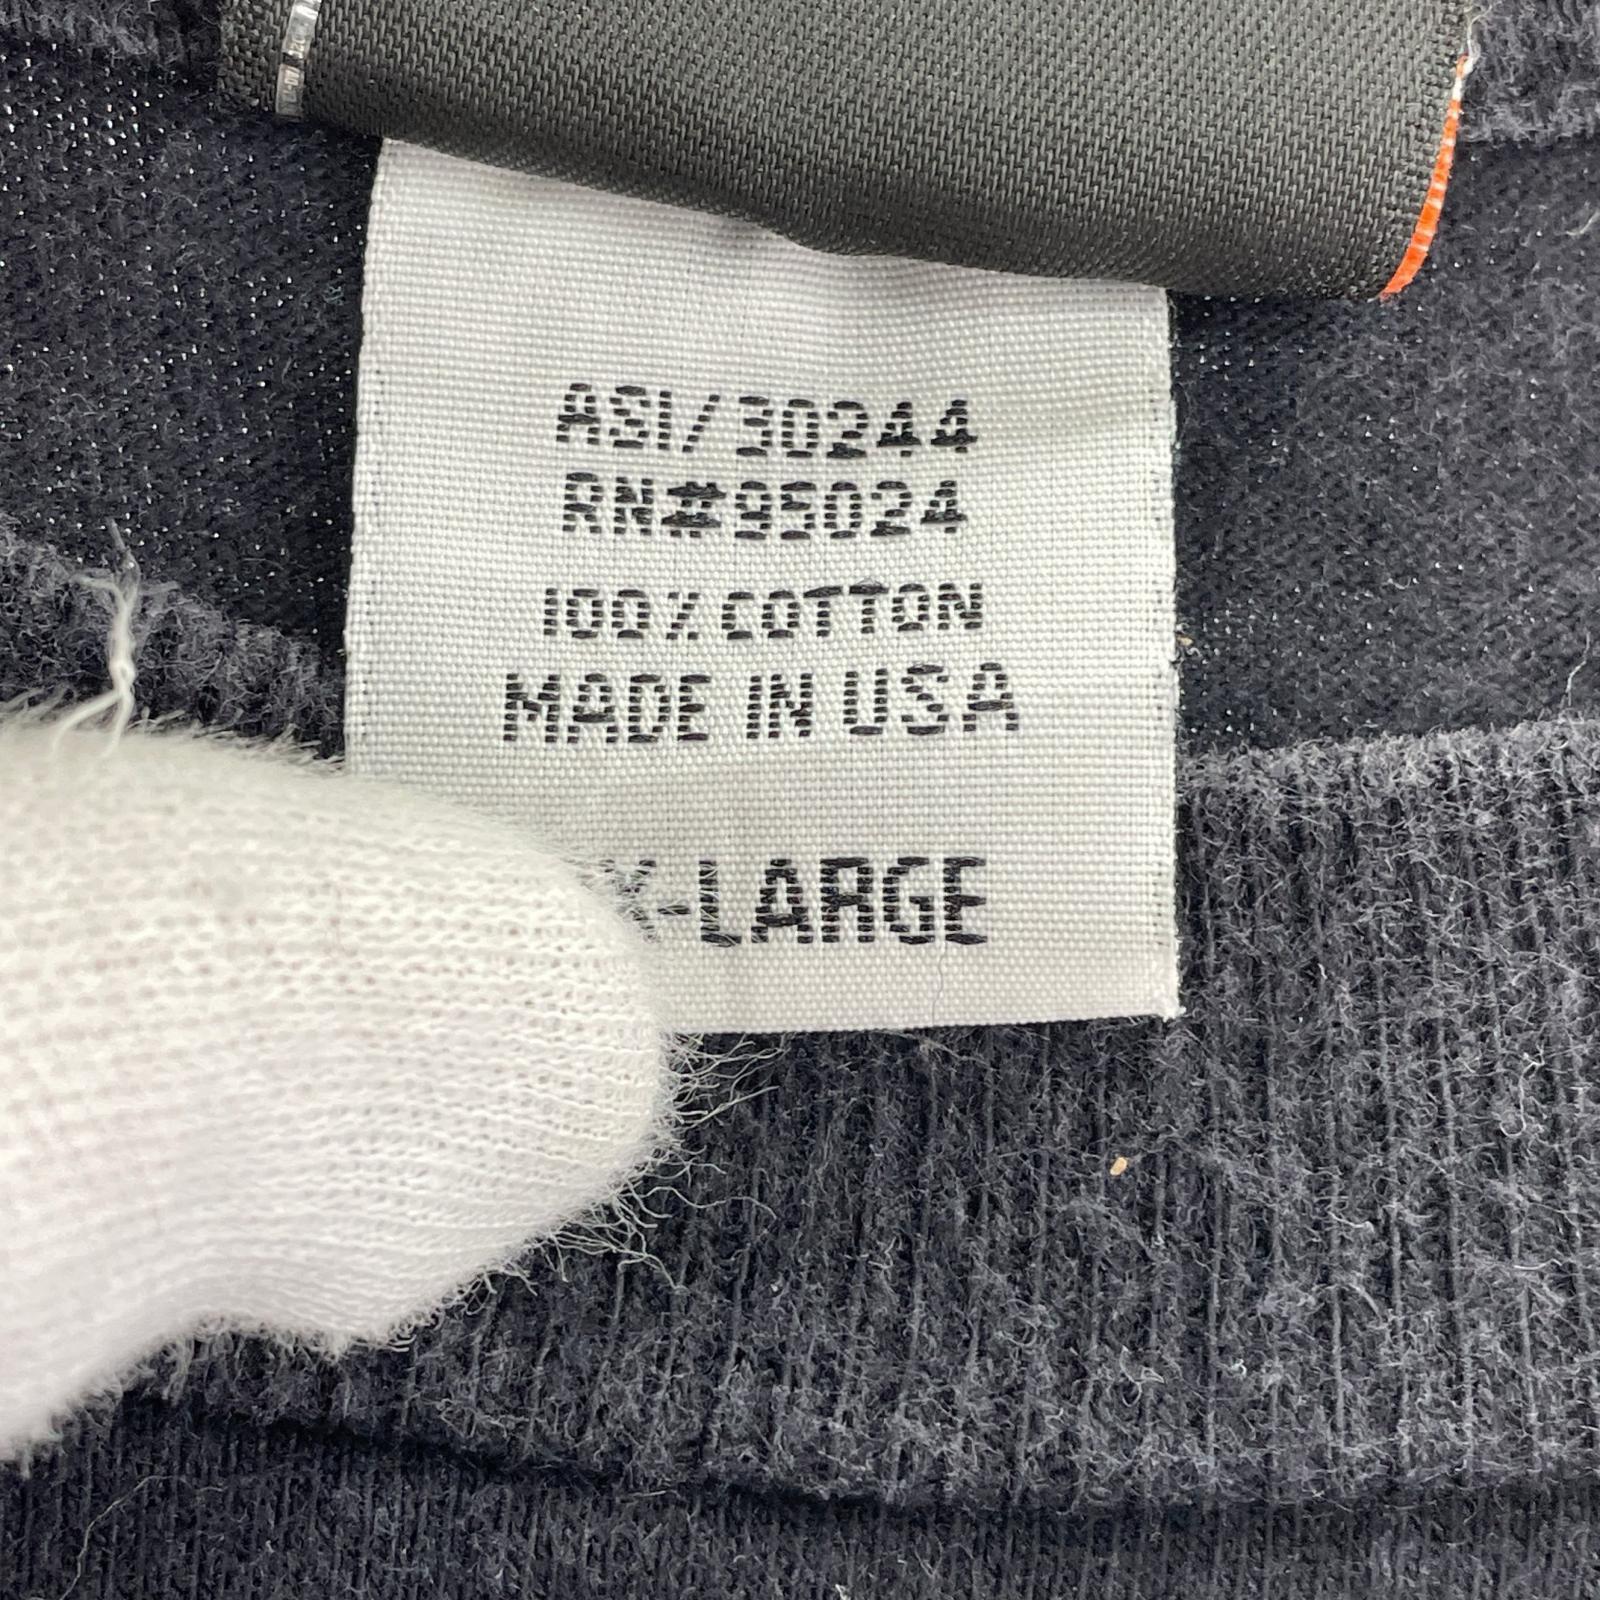 ASI/30244
RN#95024
100% COTTON
MADE IN USA
X-LARGE